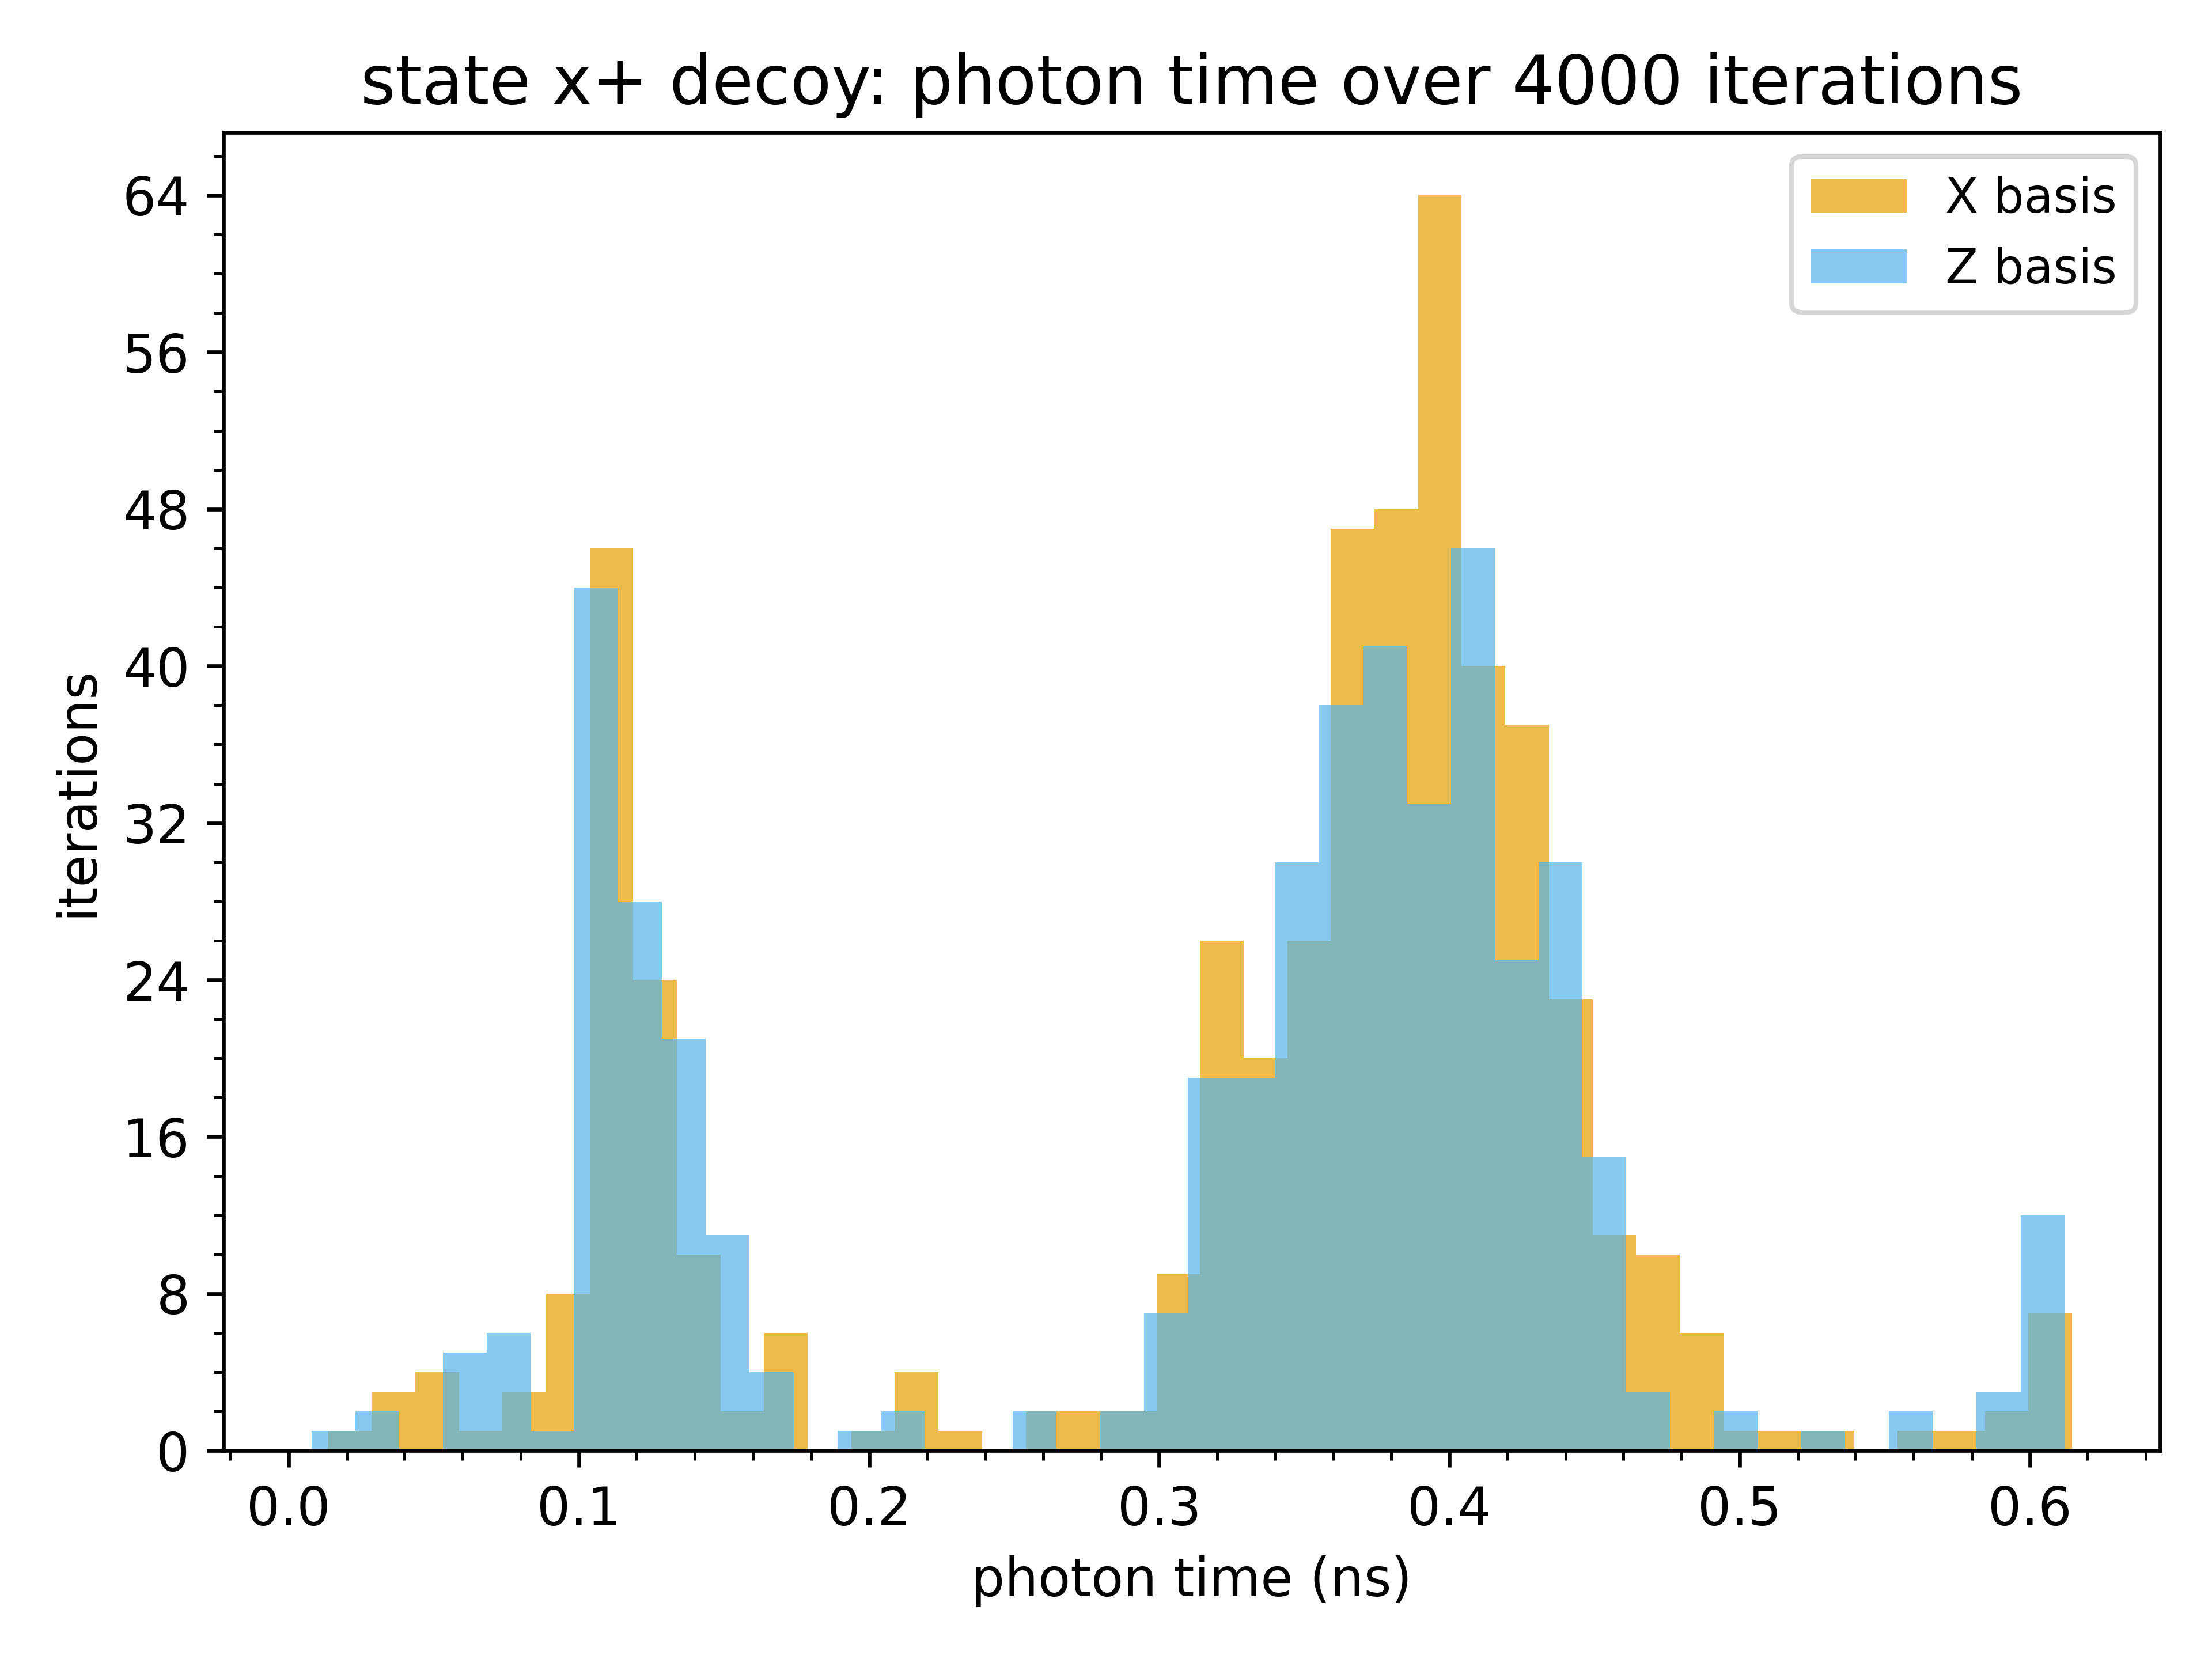 state x+ decoy: photon time over 4000 iterations
X basis
Z basis
64
56
48
40
32
24
16
8
0
iterations
0.0 0.1 0.2 0.3 0.4 0.5 0.6
photon time (ns)